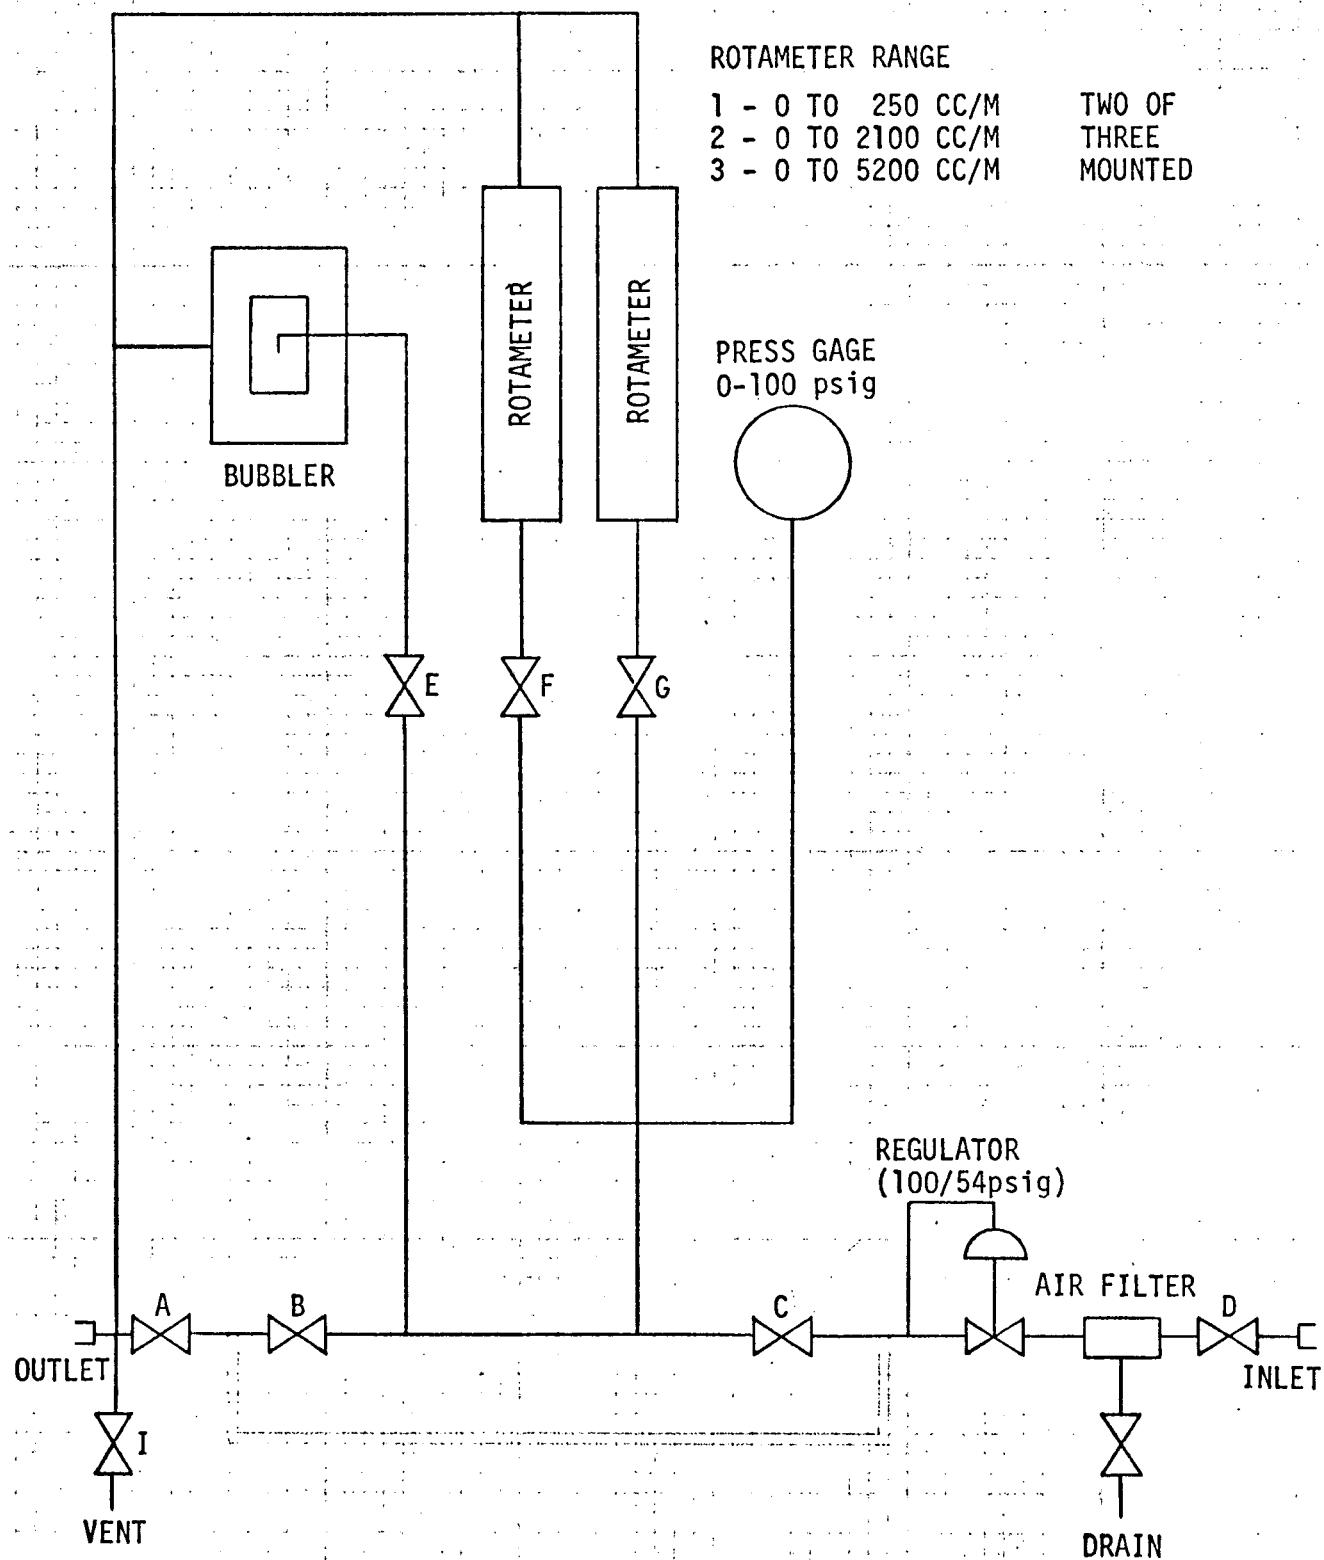 ROTAMETER RANGE
1 - 0 TO 250 CC/M TWO OF
2 - 0 TO 2100 CC/M THREE
3 - 0 TO 5200 CC/M MOUNTED
ROTAMETER
ROTAMETER
PRESS GAGE
0-100 psig
BUBBLER
E
F
G
REGULATOR
(100/54psig)
AIR FILTER
A
B
C
D
OUTLET
INLET
I
VENT
DRAIN